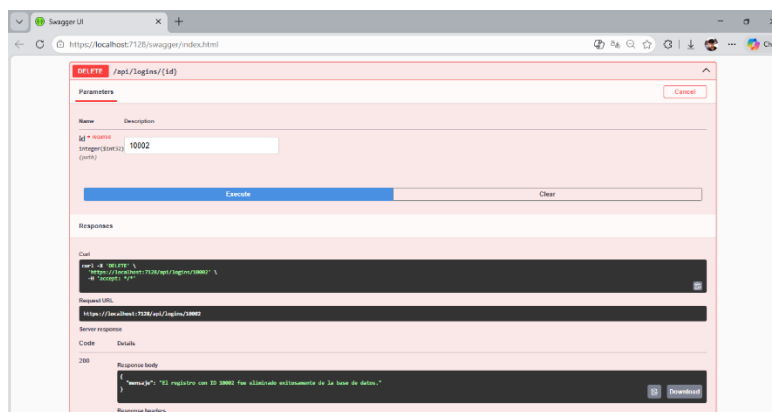 Swagger UI
https://localhost:7128/swagger/index.html
DELETE /api/logins/{id}
Parameters
Cancel
Name Description
id * required
integer($int32)
(path)
10002
Execute Clear
Responses
Curl
curl -X 'DELETE' \
'https://localhost:7128/api/logins/10002' \
-H 'accept: */*'
Request URL
https://localhost:7128/api/logins/10002
Server response
Code Details
200
Response body
{
"mensaje": "El registro con ID 10002 fue eliminado exitosamente de la base de datos."
}
Download
Response headers